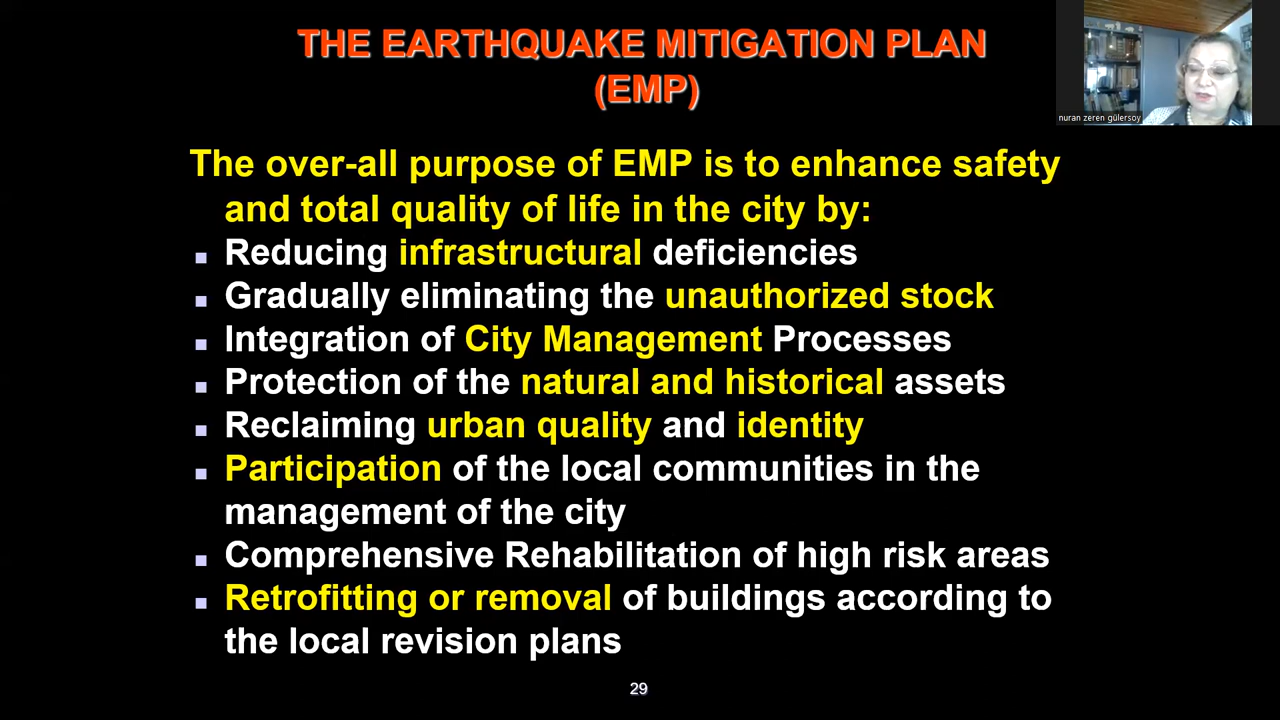 THE EARTHQUAKE MITIGATION PLAN
(EMP)
nuran zeren gülersoy
The over-all purpose of EMP is to enhance safety
and total quality of life in the city by:
Reducing infrastructural deficiencies
Gradually eliminating the unauthorized stock
Integration of City Management Processes
Protection of the natural and historical assets
Reclaiming urban quality and identity
Participation of the local communities in the
management of the city
Comprehensive Rehabilitation of high risk areas
Retrofitting or removal of buildings according to
the local revision plans
29